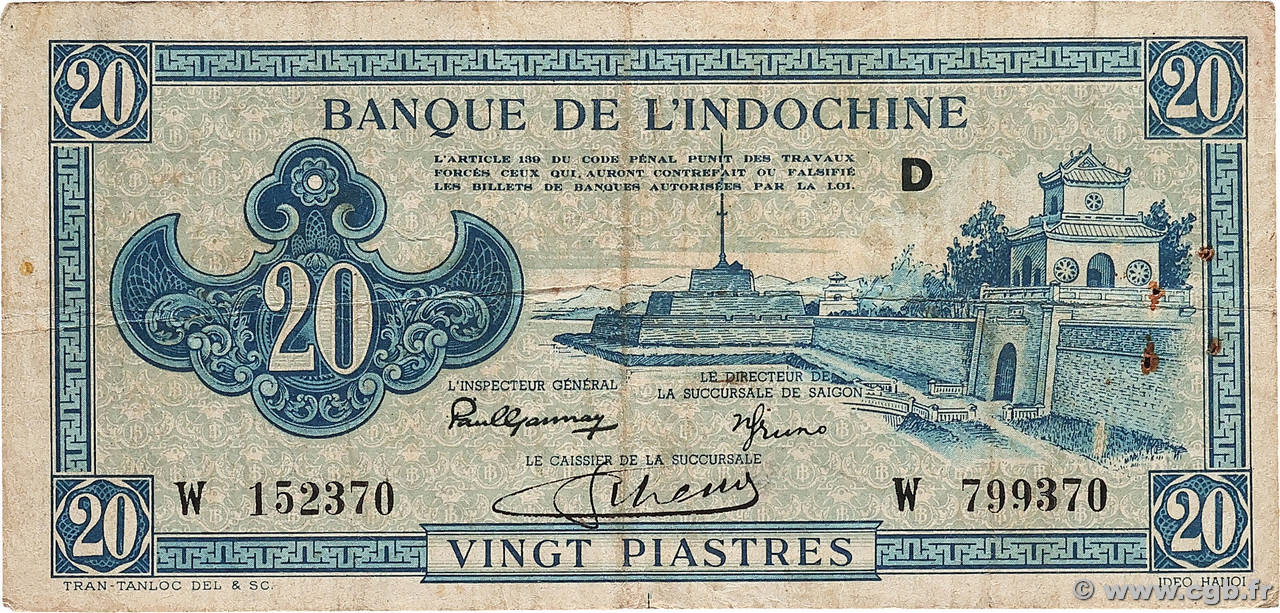 20 20
BANQUE DE L'INDOCHINE
L'ARTICLE 139 DU CODE PÉNAL PUNIT DES TRAVAUX
FORCÉS CEUX QUI, AURONT CONTREFAIT OU FALSIFIÉ
LES BILLETS DE BANQUES AUTORISÉES PAR LA LOI.
D
20
L'INSPECTEUR GÉNÉRAL
LE DIRECTEUR DE
LA SUCCURSALE DE SAIGON
LE CAISSIER DE LA SUCCURSALE
W 152370
W 799370
20 20
VINGT PIASTRES
TRAN-TANLOC DEL & SC.
IDEO HANOI
© www.cgb.fr